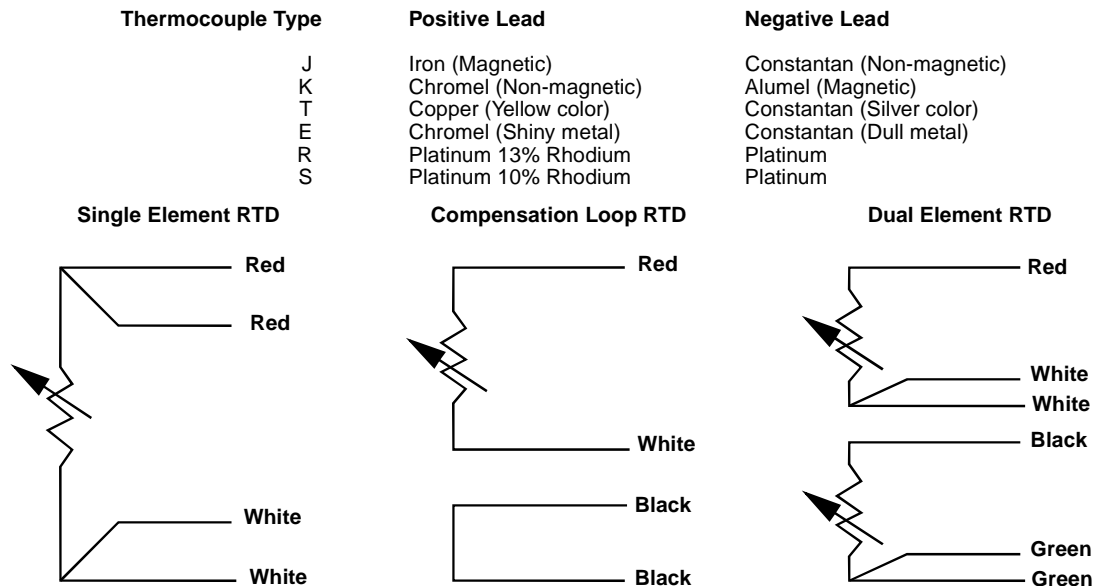 Thermocouple Type Positive Lead Negative Lead
J Iron (Magnetic) Constantan (Non-magnetic)
K Chromel (Non-magnetic) Alumel (Magnetic)
T Copper (Yellow color) Constantan (Silver color)
E Chromel (Shiny metal) Constantan (Dull metal)
R Platinum 13% Rhodium Platinum
S Platinum 10% Rhodium Platinum
Single Element RTD
Red
Red
White
White
Compensation Loop RTD
Red
White
Black
Black
Dual Element RTD
Red
White
White
Black
Green
Green